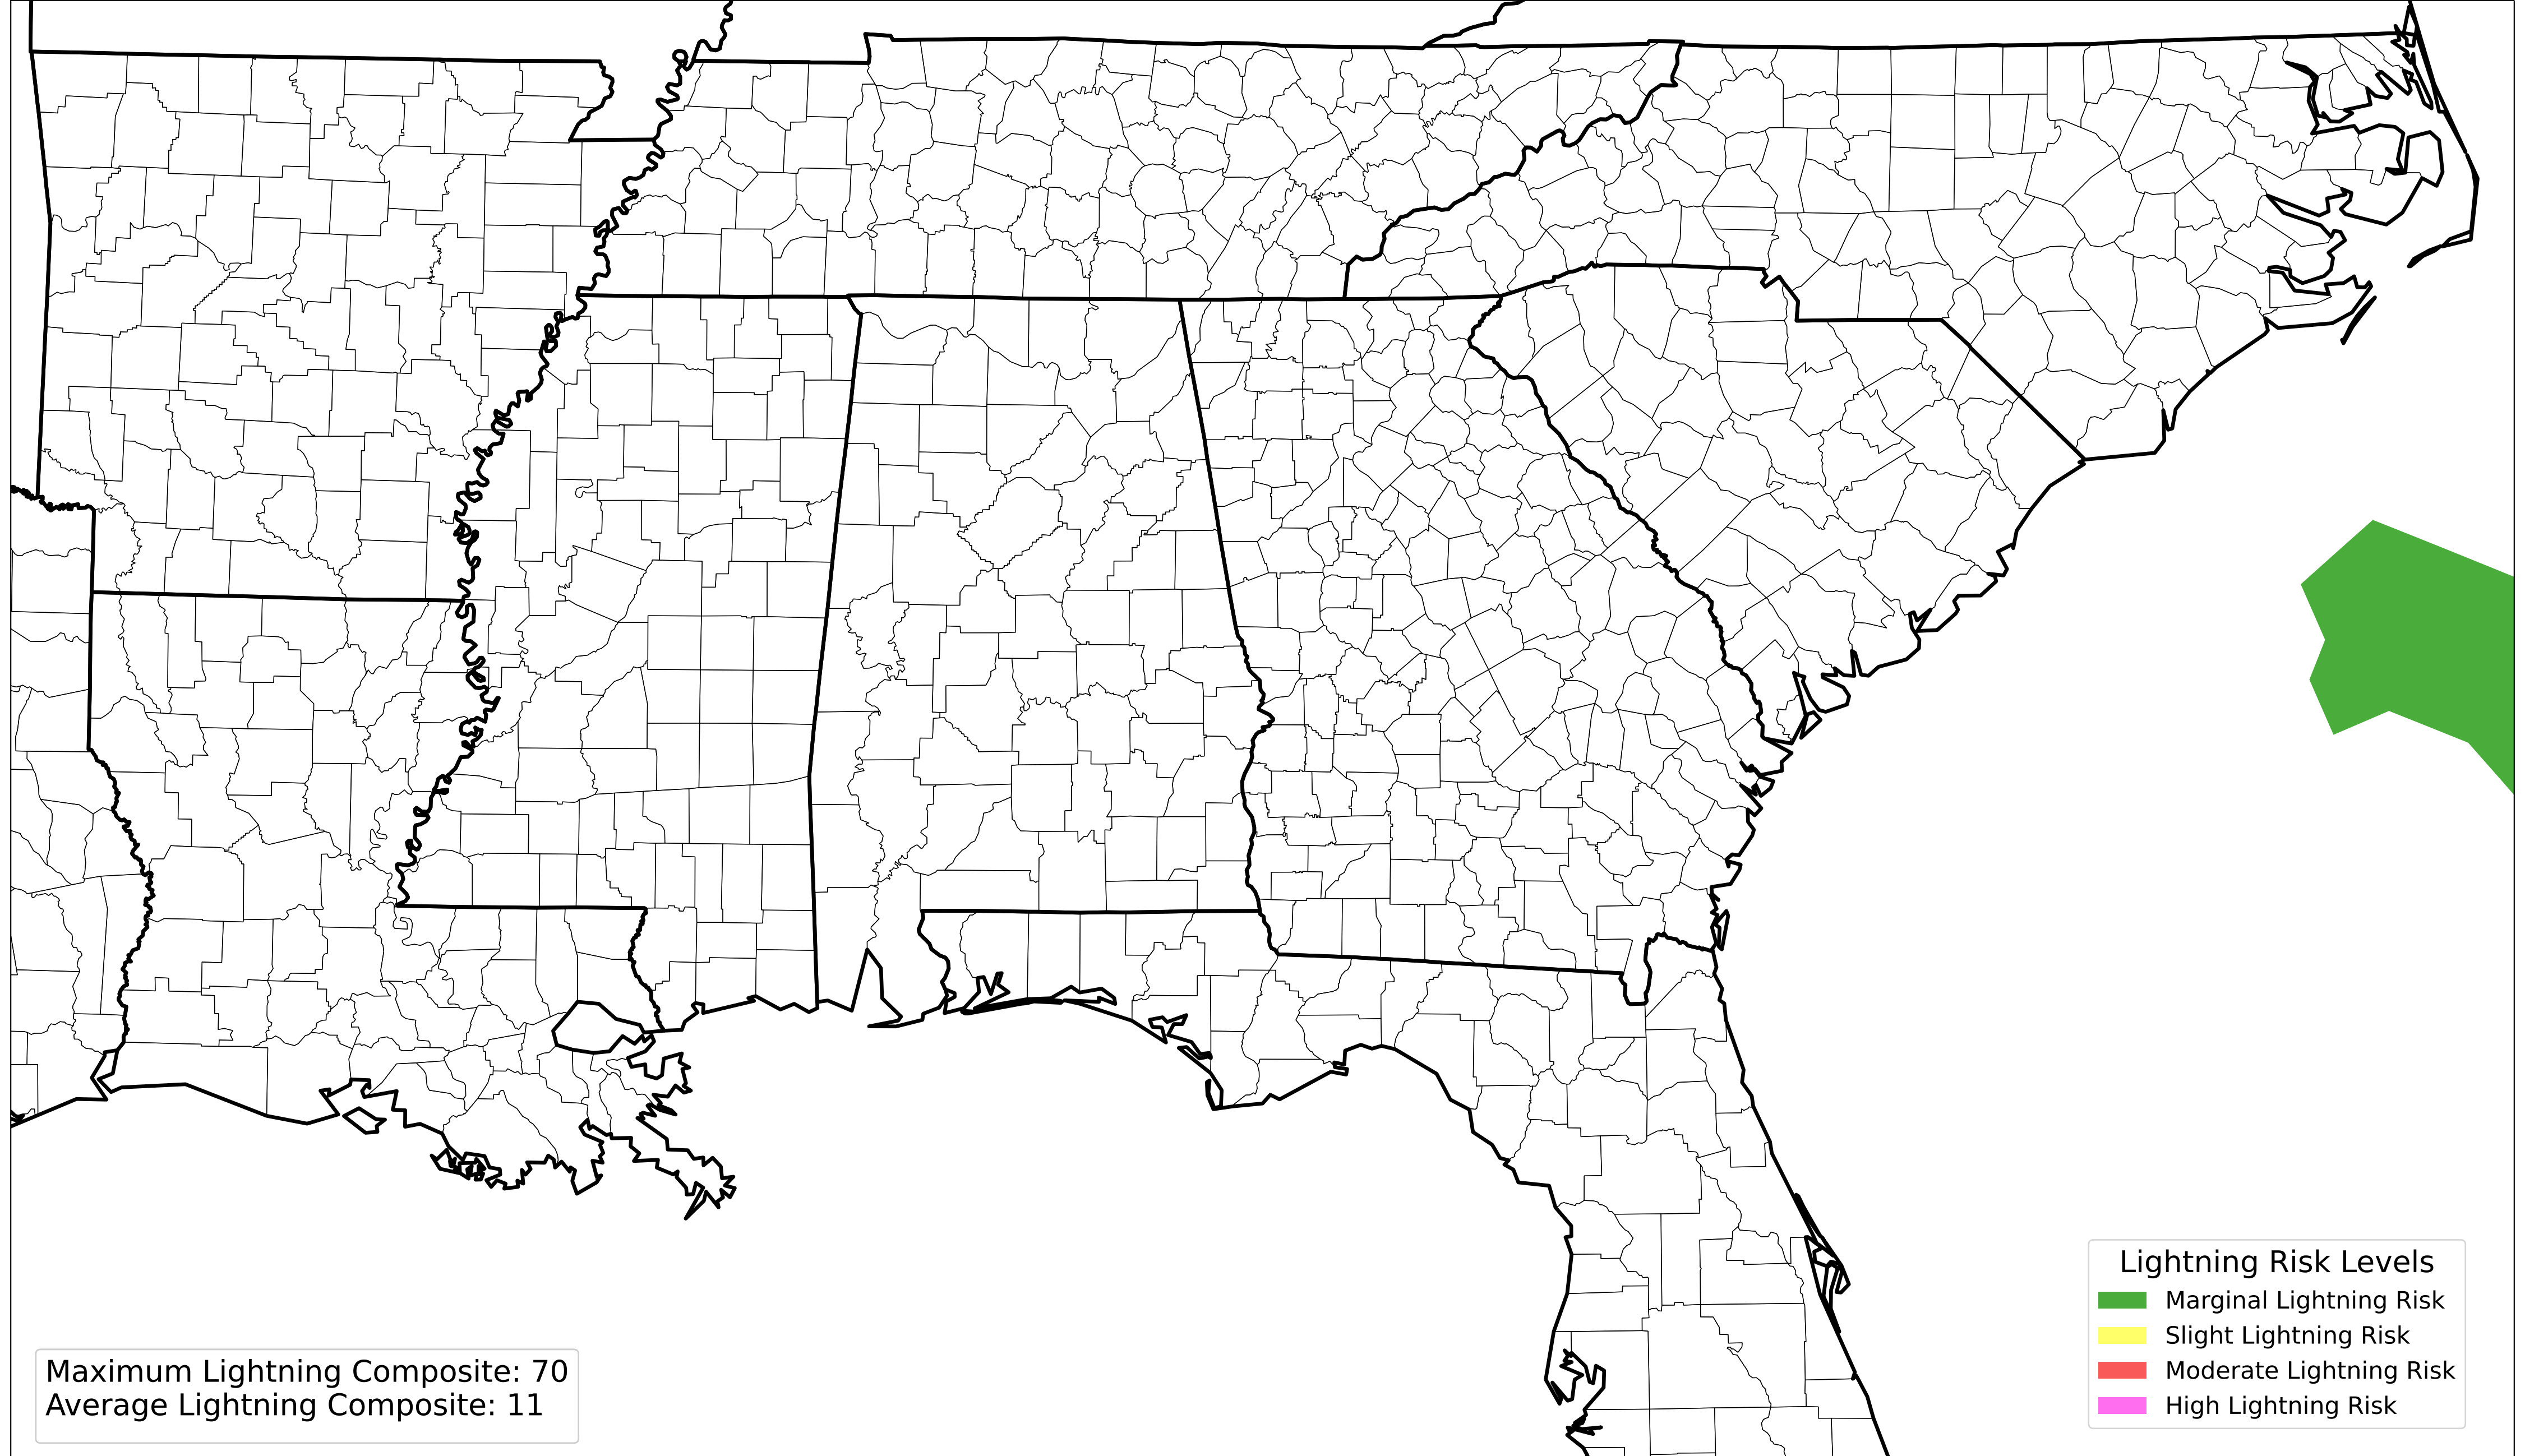 Lightning Risk Levels
Marginal Lightning Risk
Slight Lightning Risk
Moderate Lightning Risk
High Lightning Risk
Maximum Lightning Composite: 70
Average Lightning Composite: 11